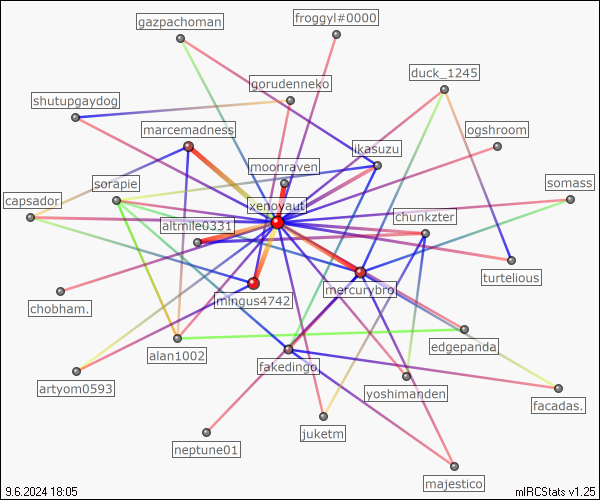 froggyl#0000
gazpachoman
duck_1245
gorudenneko
shutupgaydog
marcemadness
ogshroom
ikasuzu
moonraven
sorapie
somass
capsador
xenoyaut
chunkzter
altmile0331
turtelious
mercurybro
mingus4742
chobham.
edgepanda
alan1002
fakedingo
artyom0593
yoshimanden
facadas.
juketm
neptune01
majestico
9.6.2024 18:05
mIRCStats v1.25